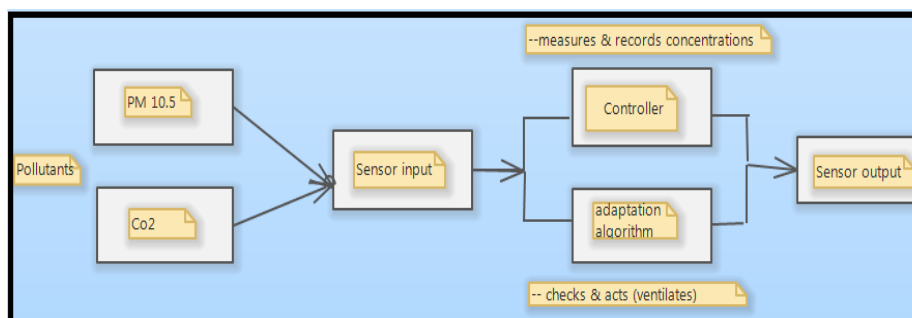 --measures & records concentrations
PM 10.5
Controller
Pollutants
Sensor input
Sensor output
Co2
adaptation
algorithm
-- checks & acts (ventilates)